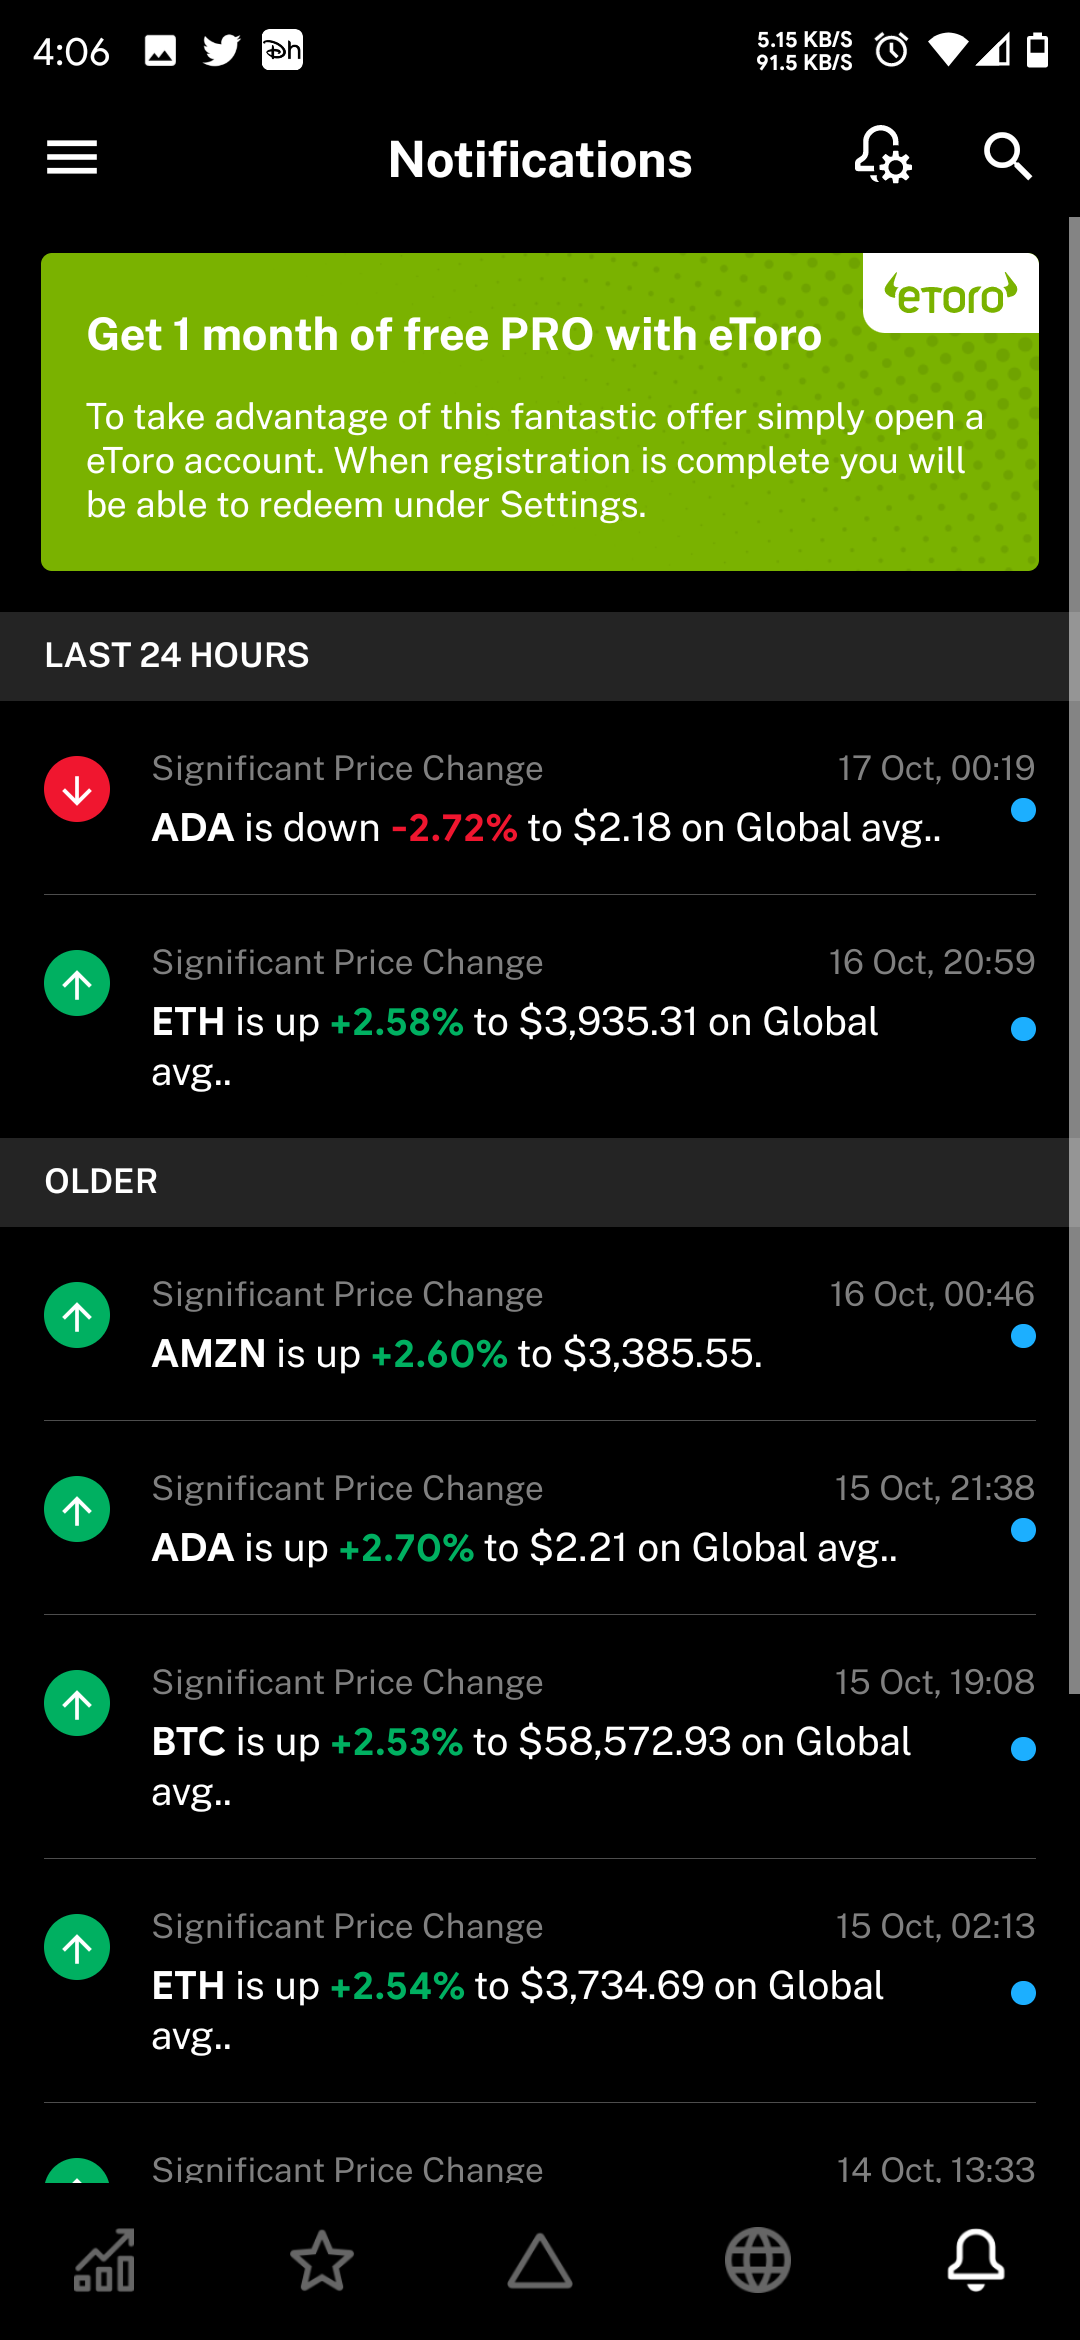 4:06
Dh
5.15 KB/S
91.5 KB/S
Notifications
eToro
Get 1 month of free PRO with eToro
To take advantage of this fantastic offer simply open a
eToro account. When registration is complete you will
be able to redeem under Settings.
LAST 24 HOURS
Significant Price Change 17 Oct, 00:19
ADA is down -2.72% to $2.18 on Global avg..
Significant Price Change 16 Oct, 20:59
ETH is up +2.58% to $3,935.31 on Global
avg..
OLDER
Significant Price Change 16 Oct, 00:46
AMZN is up +2.60% to $3,385.55.
Significant Price Change 15 Oct, 21:38
ADA is up +2.70% to $2.21 on Global avg..
Significant Price Change 15 Oct, 19:08
BTC is up +2.53% to $58,572.93 on Global
avg..
Significant Price Change 15 Oct, 02:13
ETH is up +2.54% to $3,734.69 on Global
avg..
Significant Price Change 14 Oct, 13:33